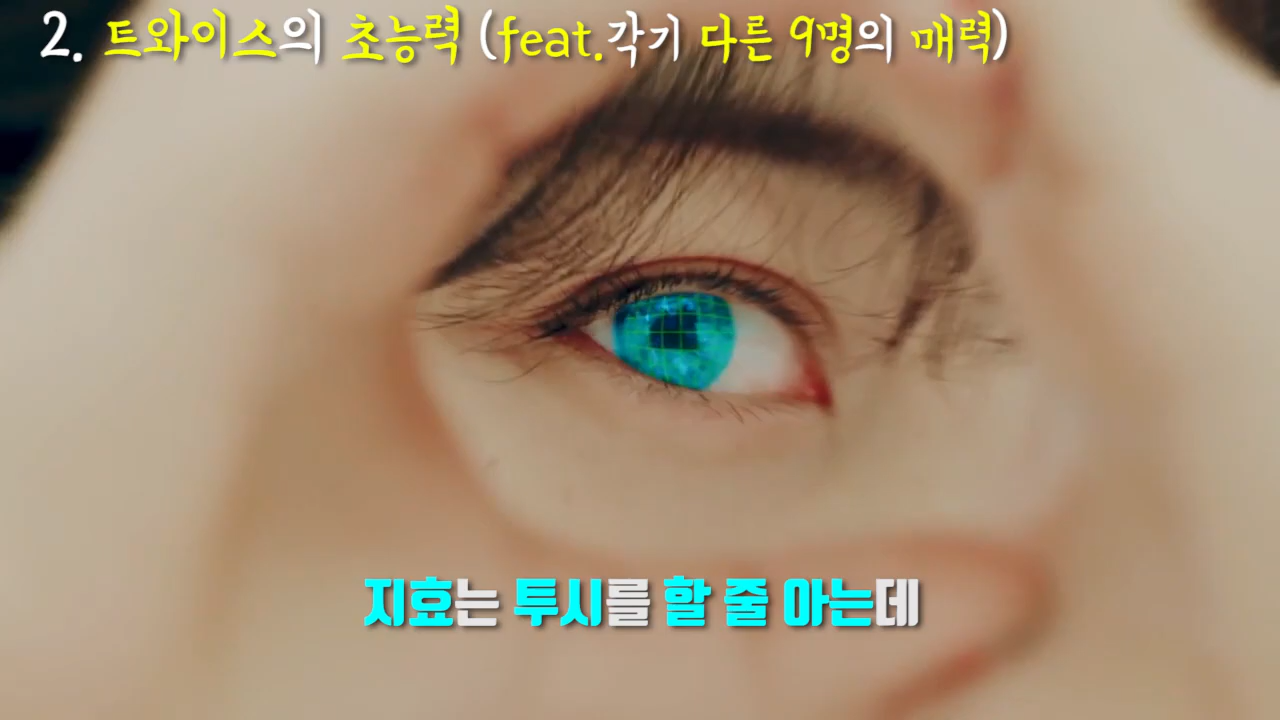 2. 트와이스의 초능력 (feat.각기 다른 9명의 매력)
지효는 투시를 할 줄 아는데